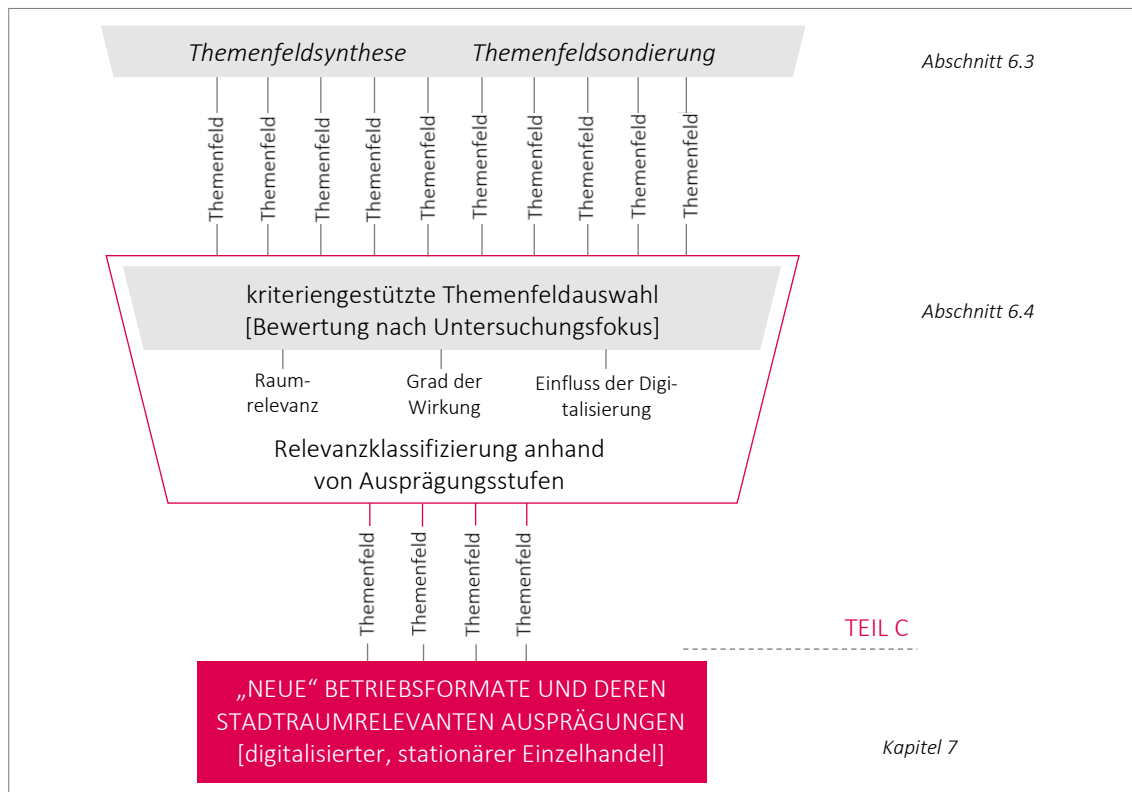 Themenfeldsynthese Themenfeldsondierung
Abschnitt 6.3
Themenfeld
Themenfeld
Themenfeld
Themenfeld
Themenfeld
Themenfeld
Themenfeld
Themenfeld
Themenfeld
Themenfeld
kriteriengestützte Themenfeldauswahl
[Bewertung nach Untersuchungsfokus]
Abschnitt 6.4
Raum-
relevanz
Grad der
Wirkung
Einfluss der Digi-
talisierung
Relevanzklassifizierung anhand
von Ausprägungsstufen
Themenfeld
Themenfeld
Themenfeld
Themenfeld
TEIL C
„NEUE“ BETRIEBSFORMATE UND DEREN
STADTRAUMRELEVANTEN AUSPRÄGUNGEN
[digitalisierter, stationärer Einzelhandel]
Kapitel 7